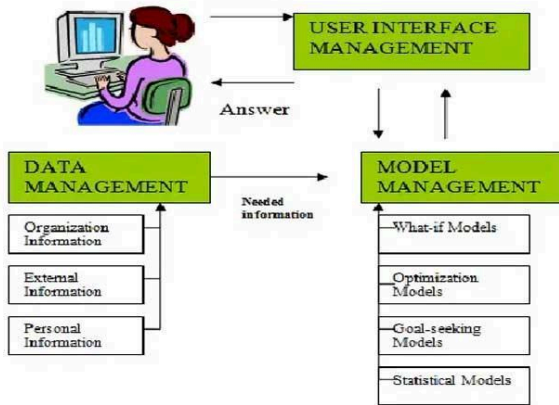 USER INTERFACE
MANAGEMENT
Answer
DATA
MANAGEMENT
Needed
information
MODEL
MANAGEMENT
Organization
Information
External
Information
Personal
Information
What-if Models
Optimization
Models
Goal-seeking
Models
Statistical Models